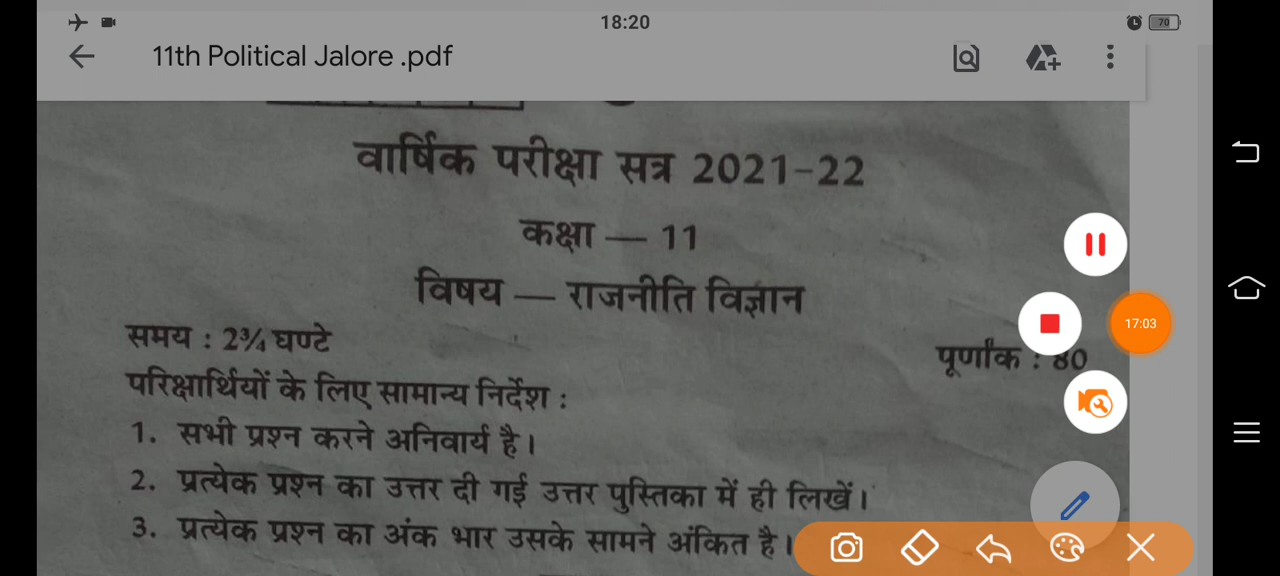 18:20
70
11th Political Jalore .pdf
वार्षिक परीक्षा सत्र 2021-22
कक्षा — 11
विषय — राजनीति विज्ञान
17:03
समय : 2¾ घण्टे
पूर्णांक : 80
परिक्षार्थियों के लिए सामान्य निर्देश :
1. सभी प्रश्न करने अनिवार्य है।
2. प्रत्येक प्रश्न का उत्तर दी गई उत्तर पुस्तिका में ही लिखें।
3. प्रत्येक प्रश्न का अंक भार उसके सामने अंकित है।